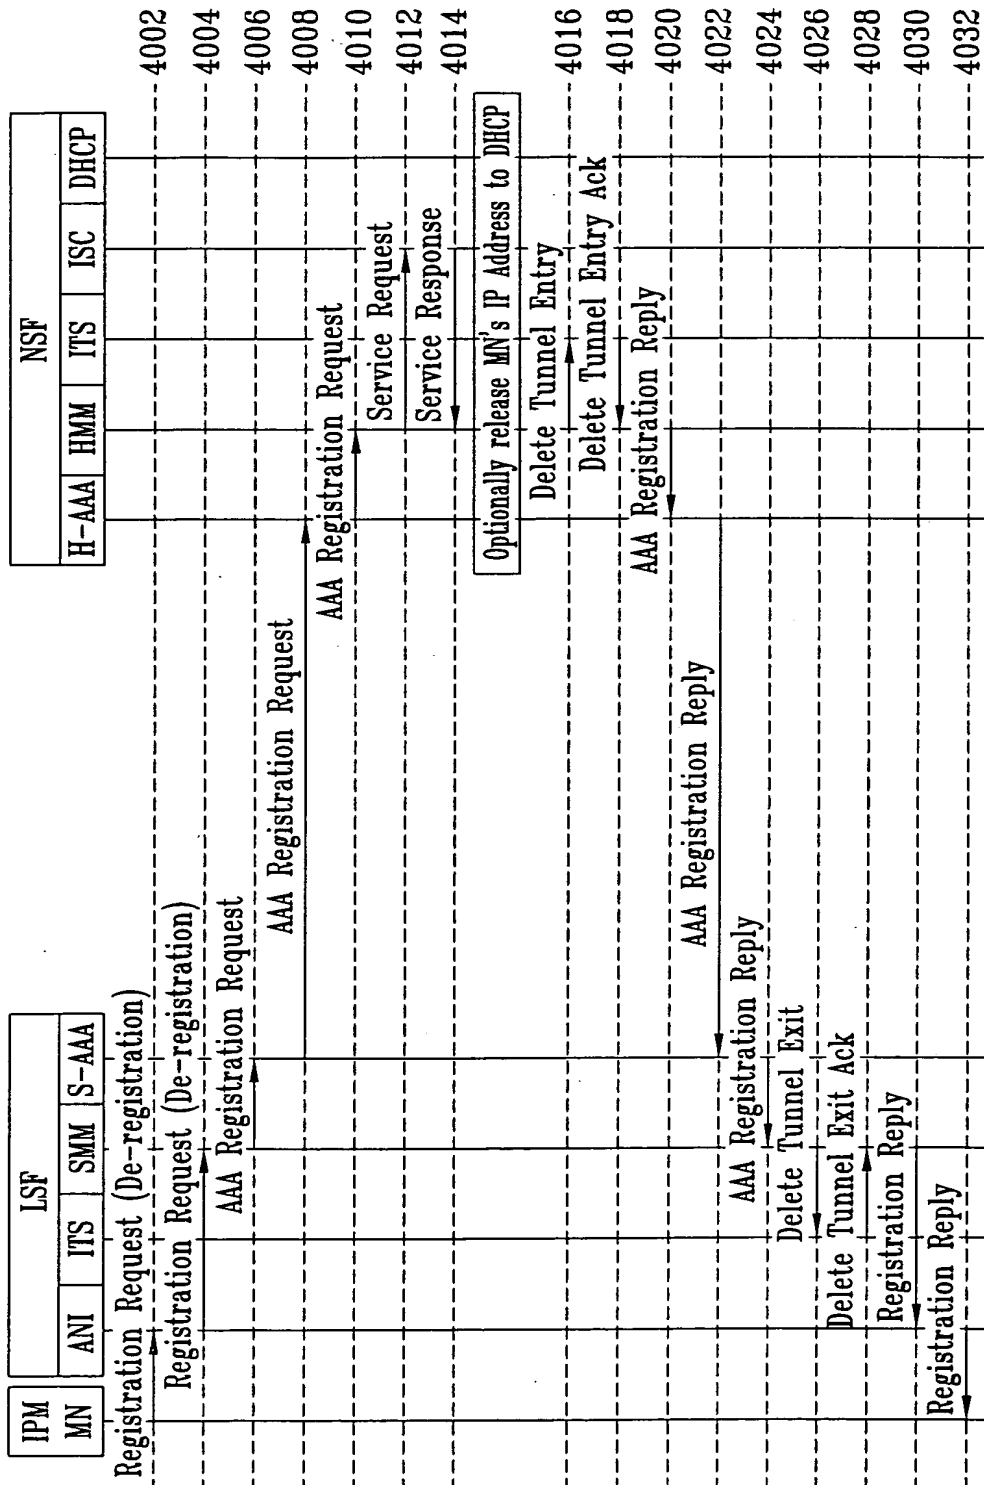 IPM
MN
LSF
ANI ITS SMM S-AAA
NSF
H-AAA HMM ITS ISC DHCP
Registration Request (De-registration)
4002
Registration Request (De-registration)
4004
AAA Registration Request
4006
AAA Registration Request
4008
AAA Registration Request
4010
Service Request
4012
Service Response
4014
Optionally release MN's IP Address to DHCP
Delete Tunnel Entry
4016
Delete Tunnel Entry Ack
4018
AAA Registration Reply
4020
AAA Registration Reply
4022
AAA Registration Reply
4024
Delete Tunnel Exit
4026
Delete Tunnel Exit Ack
4028
Registration Reply
4030
Registration Reply
4032